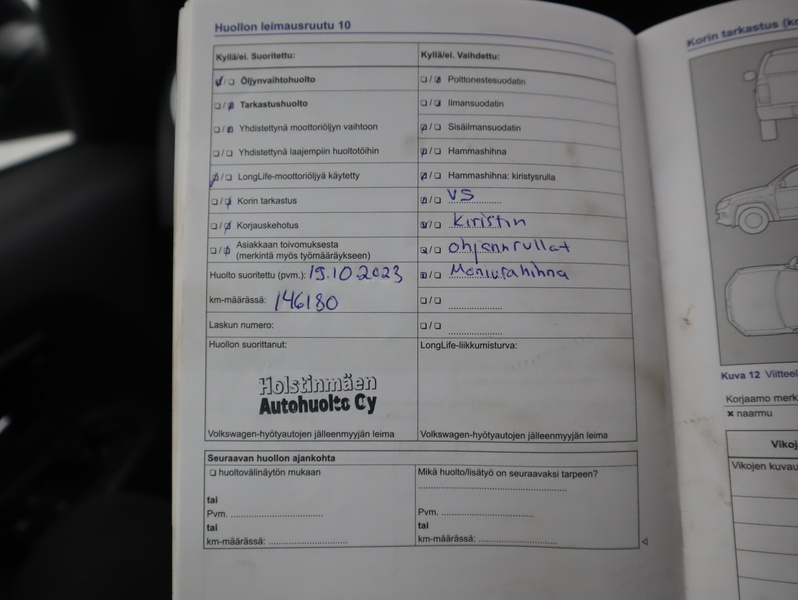 Huollon leimausruutu 10
Kyllä/ei. Suoritettu:
Öljynvaihtohuolto
Tarkastushuolto
Yhdistettynä moottoriöljyn vaihtoon
Yhdistettynä laajempiin huoltotöihin
LongLife-moottoriöljyä käytetty
Korin tarkastus
Korjauskehotus
Asiakkaan toivomuksesta
(merkintä myös työmääräykseen)
Huolto suoritettu (pvm.): 19.10.2023
km-määrässä: 146180
Laskun numero:
Huollon suorittanut:
Holstinmäen
Autohuolto Oy
Volkswagen-hyötyautojen jälleenmyyjän leima
Kyllä/ei. Vaihdettu:
Polttonestesuodatin
Ilmansuodatin
Sisäilmansuodatin
Hammashihna
Hammashihna: kiristysrulla
VS
Kiristin
ohjainrullat
Moniurahihna
LongLife-liikkumisturva:
Volkswagen-hyötyautojen jälleenmyyjän leima
Seuraavan huollon ajankohta
huoltovälinäytön mukaan
tai
Pvm.
tai
km-määrässä:
Mikä huolto/lisätyö on seuraavaksi tarpeen?
Pvm.
tai
km-määrässä:
Korin tarkastus
Kuva 12
Korjaamo merk
× naarmu
Vikoj
Vikojen kuvau